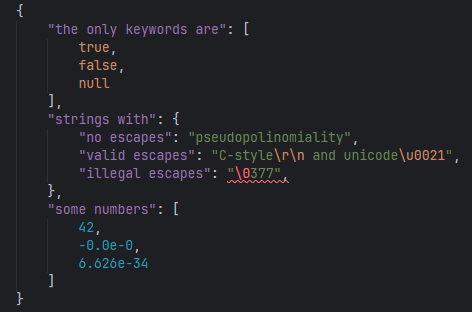 {
    "the only keywords are": [
        true,
        false,
        null
    ],
    "strings with": {
        "no escapes": "pseudopolinomiality",
        "valid escapes": "C-style\r\n and unicode\u0021",
        "illegal escapes": "\0377",
    },
    "some numbers": [
        42,
        -0.0e-0,
        6.626e-34
    ]
}